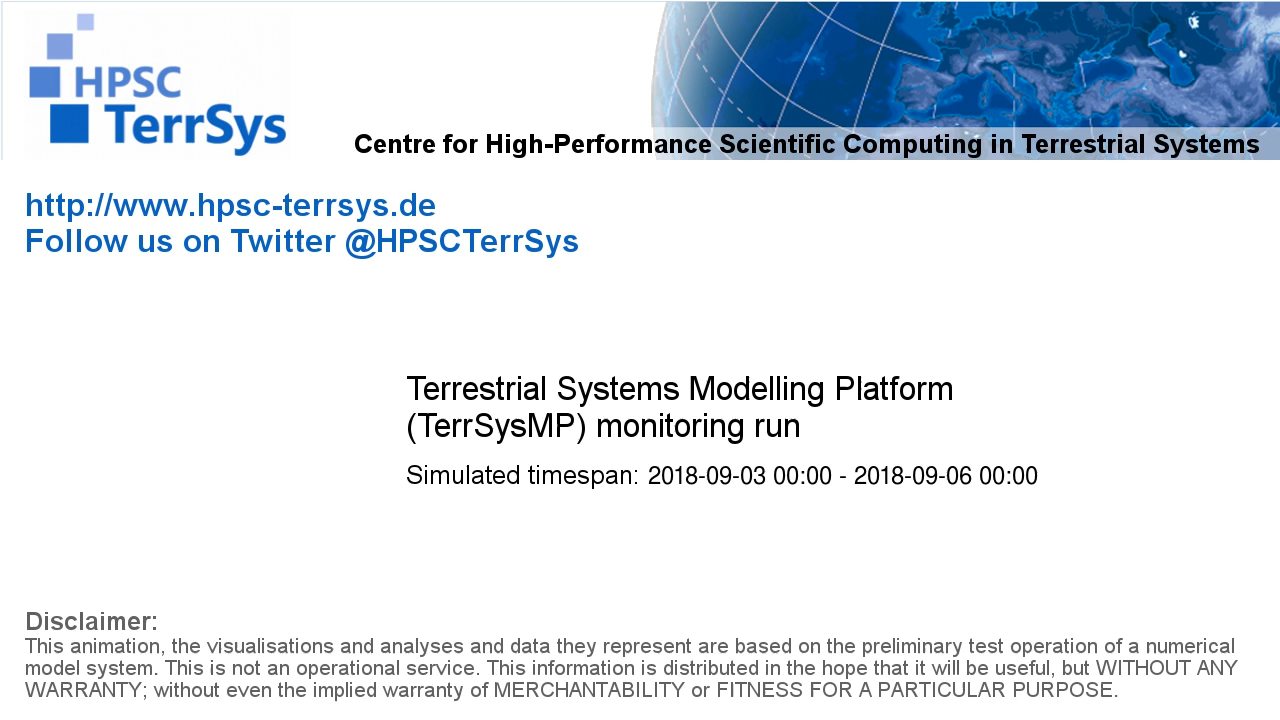 HPSC
TerrSys
Centre for High-Performance Scientific Computing in Terrestrial Systems
http://www.hpsc-terrsys.de
Follow us on Twitter @HPSCTerrSys
Terrestrial Systems Modelling Platform
(TerrSysMP) monitoring run
Simulated timespan: 2018-09-03 00:00 - 2018-09-06 00:00
Disclaimer:
This animation, the visualisations and analyses and data they represent are based on the preliminary test operation of a numerical
model system. This is not an operational service. This information is distributed in the hope that it will be useful, but WITHOUT ANY
WARRANTY; without even the implied warranty of MERCHANTABILITY or FITNESS FOR A PARTICULAR PURPOSE.